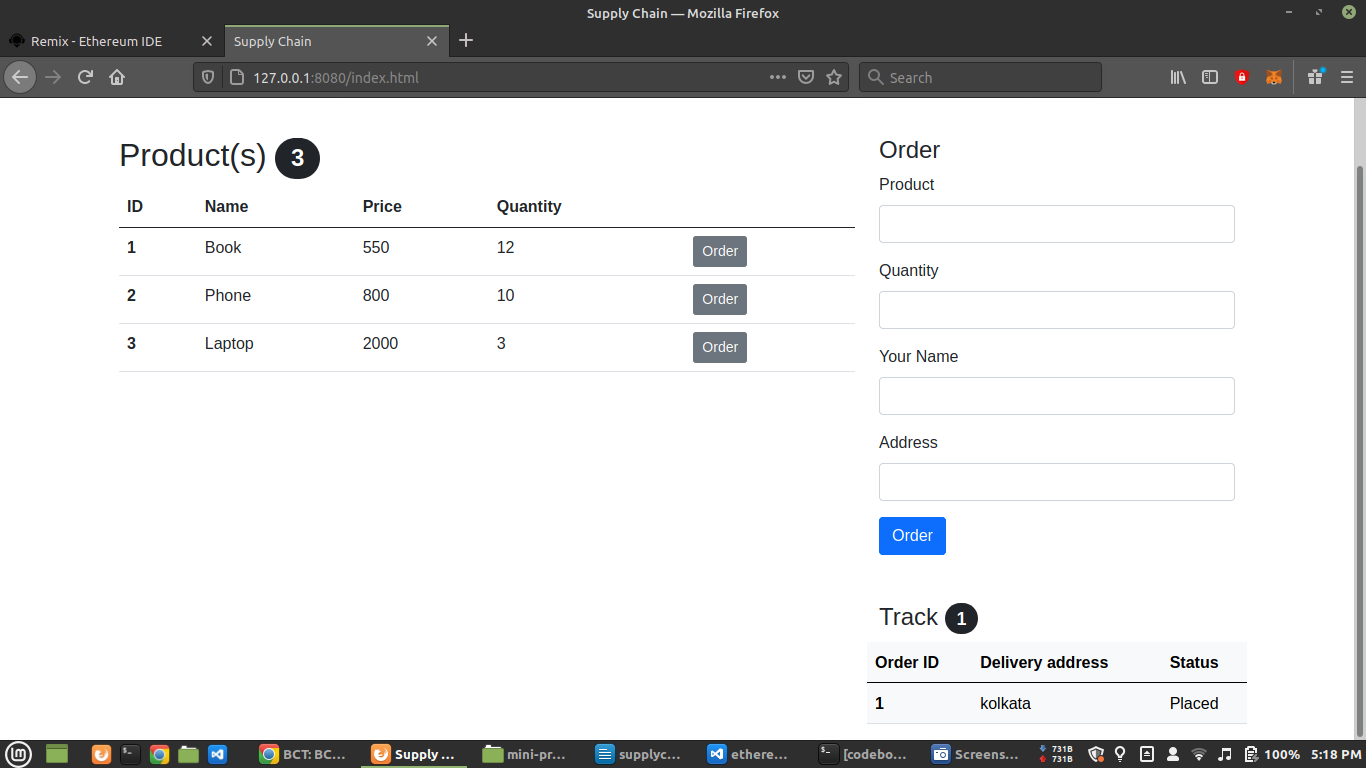 Supply Chain — Mozilla Firefox
Remix - Ethereum IDE
Supply Chain
127.0.0.1:8080/index.html
Search
Product(s) 3
ID Name Price Quantity
1 Book 550 12 Order
2 Phone 800 10 Order
3 Laptop 2000 3 Order
Order
Product
Quantity
Your Name
Address
Order
Track 1
Order ID Delivery address Status
1 kolkata Placed
BCT: BC...
Supply ...
mini-pr...
supplyc...
ethere...
[codebo...
Screens...
731B
731B
100%
5:18 PM